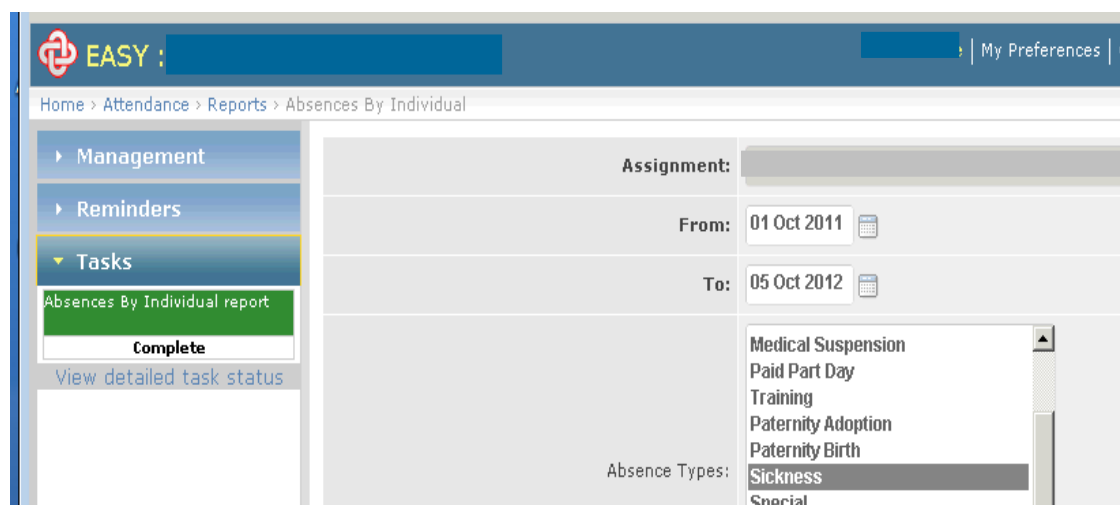 EASY :
| My Preferences |
Home > Attendance > Reports > Absences By Individual
Management
Reminders
Tasks
Absences By Individual report
Complete
View detailed task status
Assignment:
From: 01 Oct 2011
To: 05 Oct 2012
Absence Types:
Medical Suspension
Paid Part Day
Training
Paternity Adoption
Paternity Birth
Sickness
Special